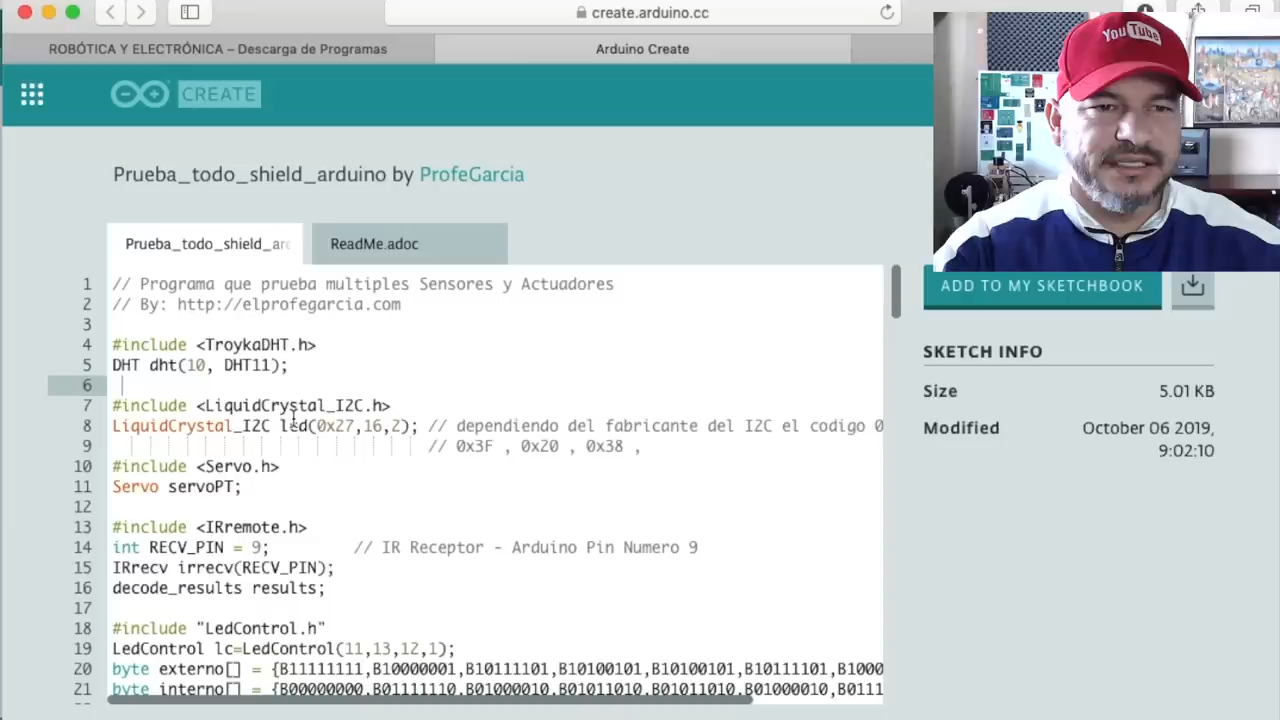 create.arduino.cc
ROBÓTICA Y ELECTRÓNICA – Descarga de Programas
Arduino Create
CREATE
YouTube
Prueba_todo_shield_arduino by ProfeGarcia
Prueba_todo_shield_ar
ReadMe.adoc
1 // Programa que prueba multiples Sensores y Actuadores
2 // By: http://elprofegarcia.com
3
4 #include <TroykaDHT.h>
5 DHT dht(10, DHT11);
6
7 #include <LiquidCrystal_I2C.h>
8 LiquidCrystal_I2C lcd(0x27,16,2); // dependiendo del fabricante del I2C el codigo 0
9 // 0x3F , 0x20 , 0x38 ,
10 #include <Servo.h>
11 Servo servoPT;
12
13 #include <IRremote.h>
14 int RECV_PIN = 9; // IR Receptor - Arduino Pin Numero 9
15 IRrecv irrecv(RECV_PIN);
16 decode_results results;
17
18 #include "LedControl.h"
19 LedControl lc=LedControl(11,13,12,1);
20 byte externo[] = {B11111111,B10000001,B10111101,B10100101,B10100101,B10111101,B1000
21 byte interno[] = {B00000000,B01111110,B01000010,B01011010,B01011010,B01000010,B0111
ADD TO MY SKETCHBOOK
SKETCH INFO
Size 5.01 KB
Modified October 06 2019,
9:02:10